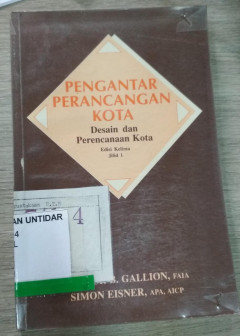 PENGANTAR
PERANCANGAN
KOTA
Desain dan
Perencanaan Kota
Edisi Kelima
Jilid 1
4
AN UNTIDAR
4
L
GALLION, FAIA
SIMON EISNER, APA, AICP